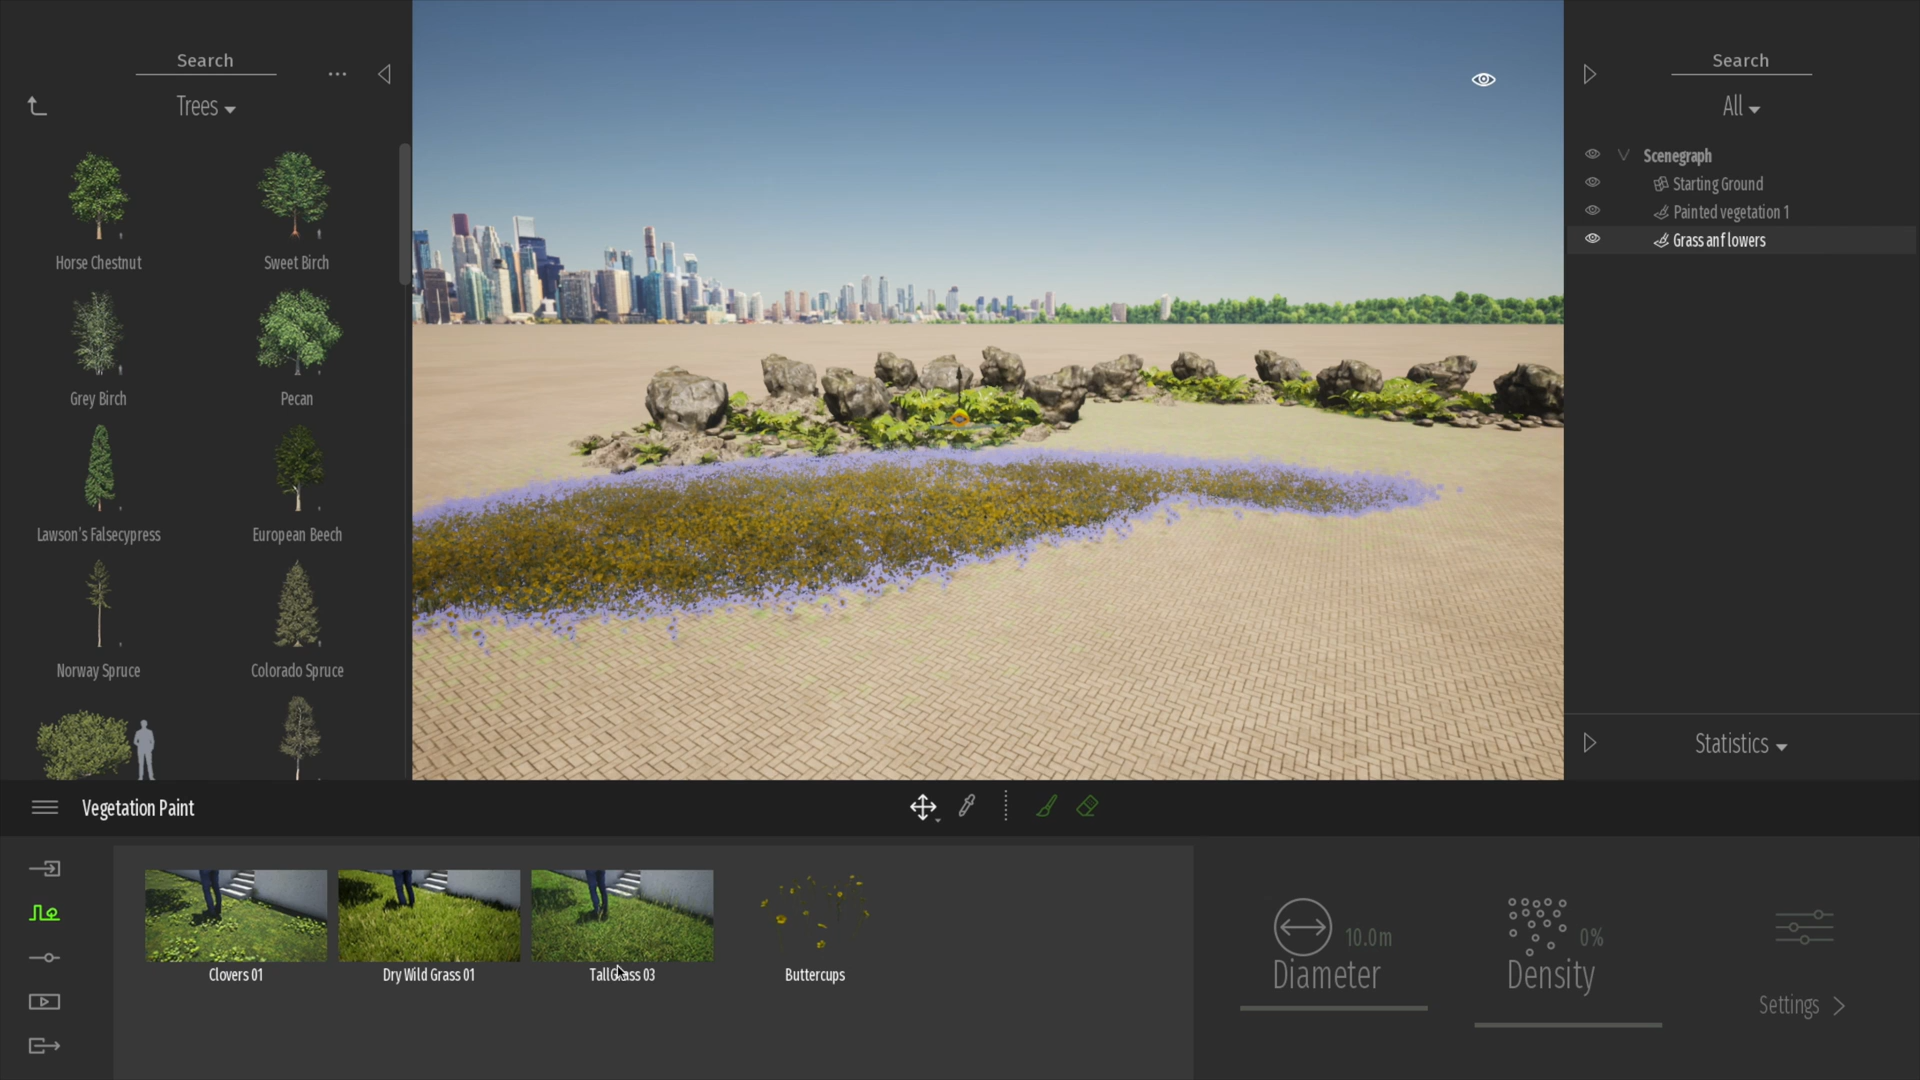 Search
Trees
Horse Chestnut
Sweet Birch
Grey Birch
Pecan
Lawson's Falsecypress
European Beech
Norway Spruce
Colorado Spruce
Search
All
Scenegraph
Starting Ground
Painted vegetation 1
Grass anf lowers
Statistics
Vegetation Paint
Clovers 01
Dry Wild Grass 01
TallGrass 03
Buttercups
10.0m
Diameter
0%
Density
Settings